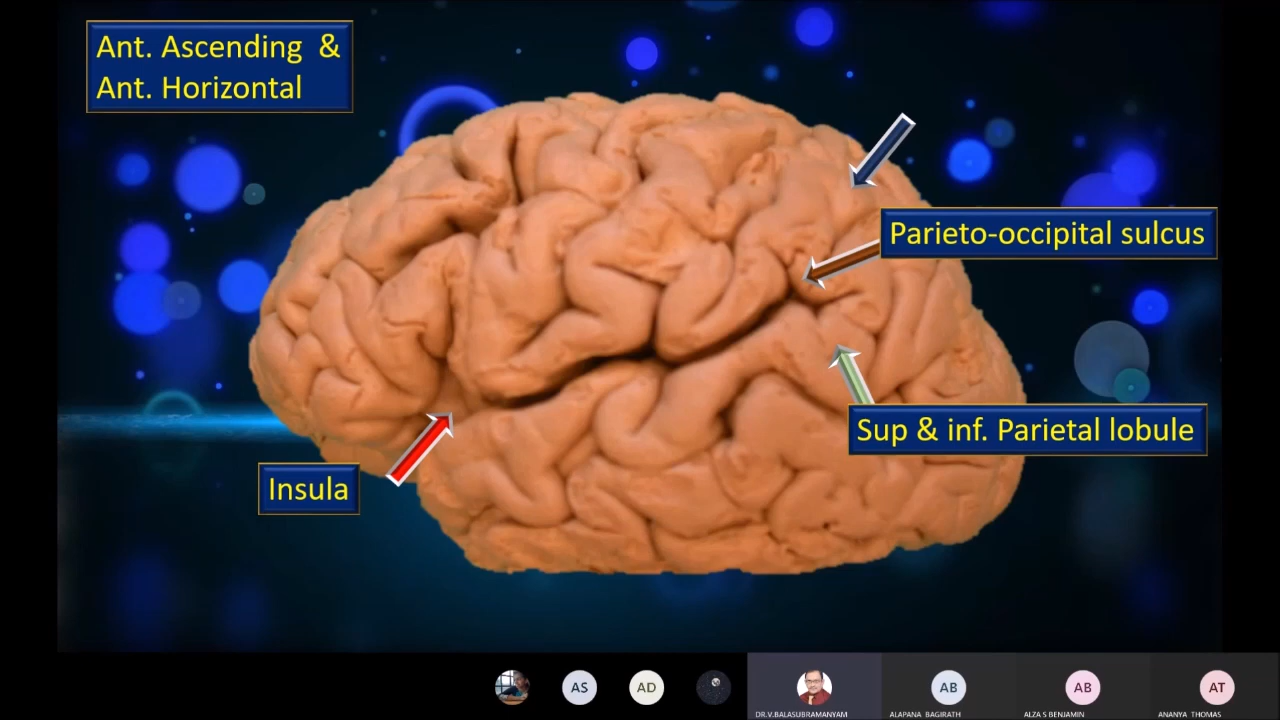 Ant. Ascending &
Ant. Horizontal
Parieto-occipital sulcus
Sup & inf. Parietal lobule
Insula
AS
AD
AB
AB
AT
DR.V.BALASUBRAMANYAM
ALAPANA BAGIRATH
ALZA S BENJAMIN
ANANYA THOMAS